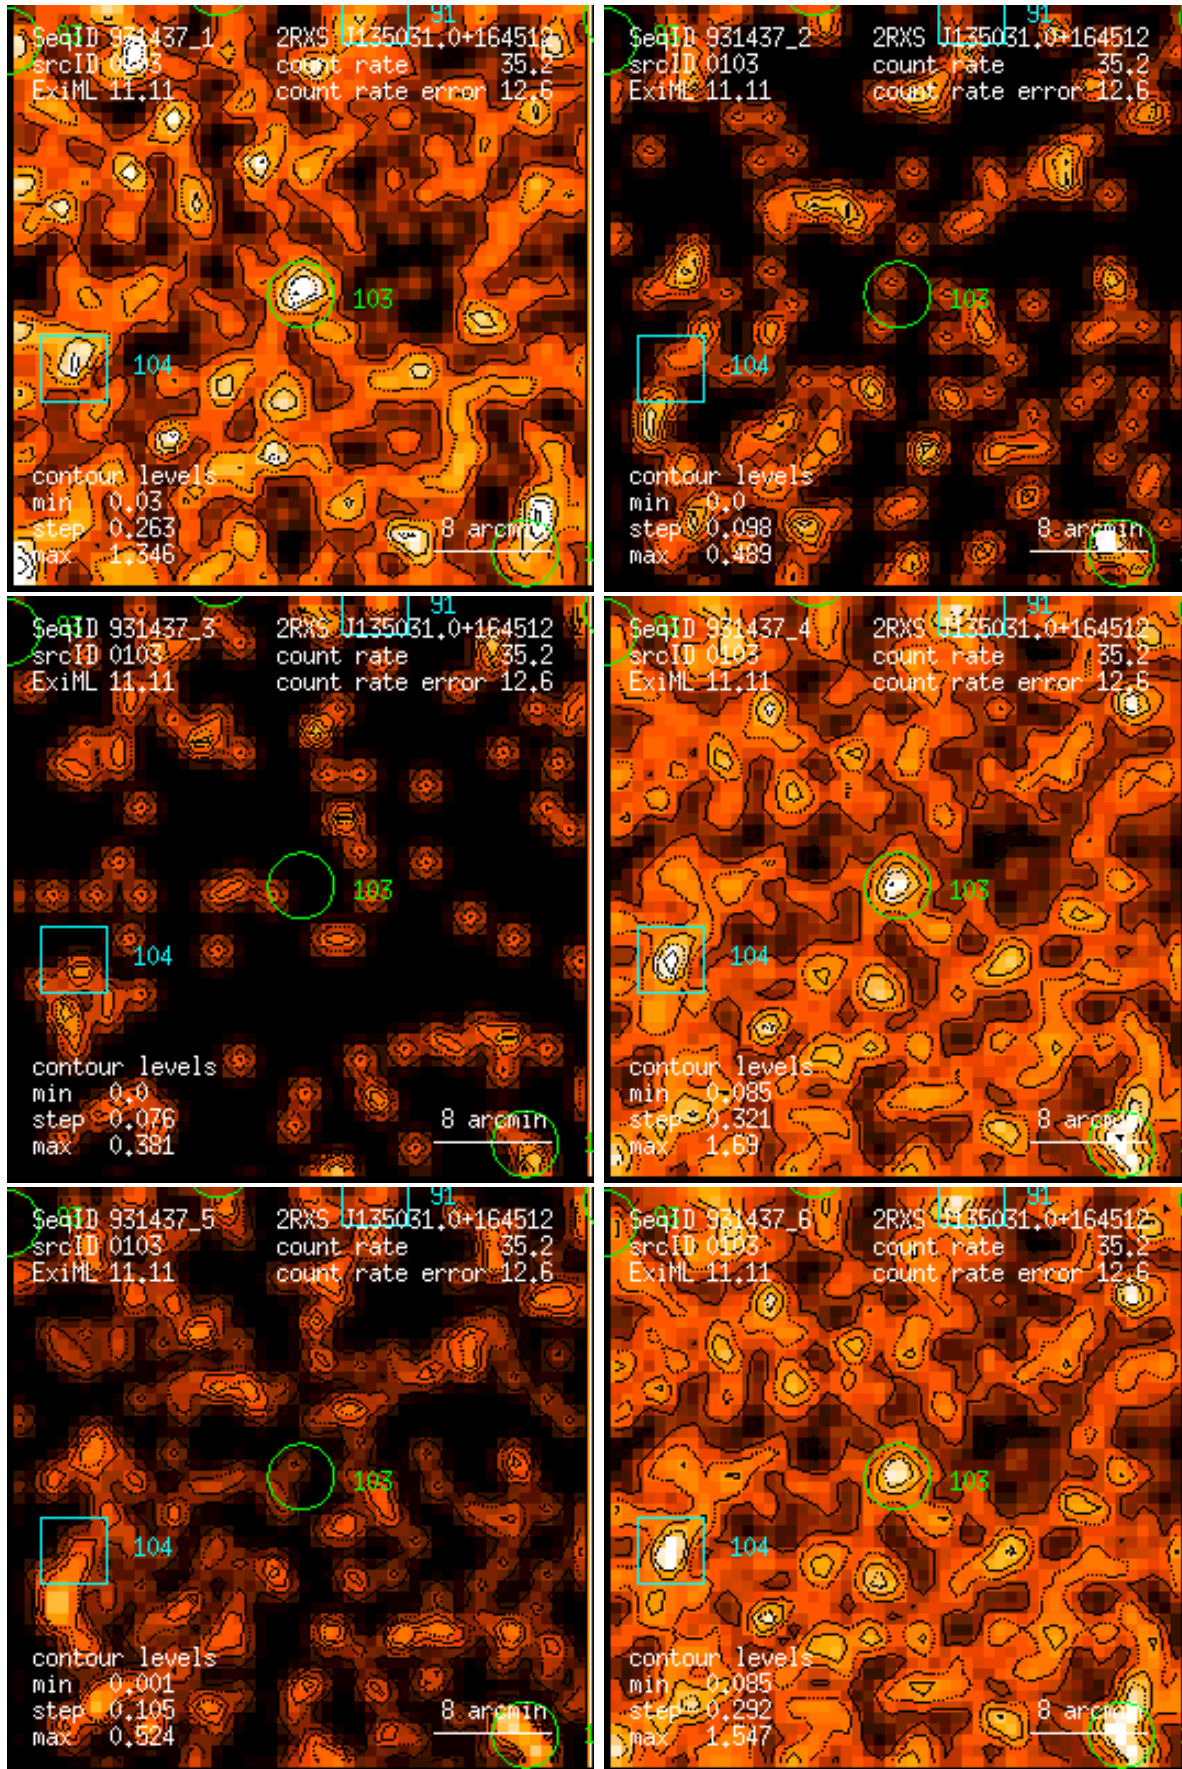 91
SeqID 931437_1 2RXS J135031.0+164512
srcID 0103 count rate 35.2
ExiML 11.11 count rate error 12.6
103
104
contour levels
min 0.03
step 0.263
max 1.346
8 arcmin
91
SeqID 931437_2 2RXS J135031.0+164512
srcID 0103 count rate 35.2
ExiML 11.11 count rate error 12.6
103
104
contour levels
min 0.0
step 0.098
max 0.489
8 arcmin
91
SeqID 931437_3 2RXS J135031.0+164512
srcID 0103 count rate 35.2
ExiML 11.11 count rate error 12.6
103
104
contour levels
min 0.0
step 0.076
max 0.381
8 arcmin
91
SeqID 931437_4 2RXS J135031.0+164512
srcID 0103 count rate 35.2
ExiML 11.11 count rate error 12.6
103
104
contour levels
min 0.085
step 0.321
max 1.69
8 arcmin
91
SeqID 931437_5 2RXS J135031.0+164512
srcID 0103 count rate 35.2
ExiML 11.11 count rate error 12.6
103
104
contour levels
min 0.001
step 0.105
max 0.524
8 arcmin
91
SeqID 931437_6 2RXS J135031.0+164512
srcID 0103 count rate 35.2
ExiML 11.11 count rate error 12.6
103
104
contour levels
min 0.085
step 0.292
max 1.547
8 arcmin